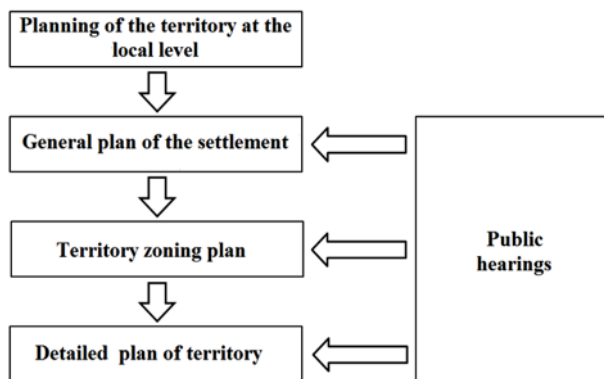 Planning of the territory at the
local level
General plan of the settlement
Territory zoning plan
Public
hearings
Detailed plan of territory